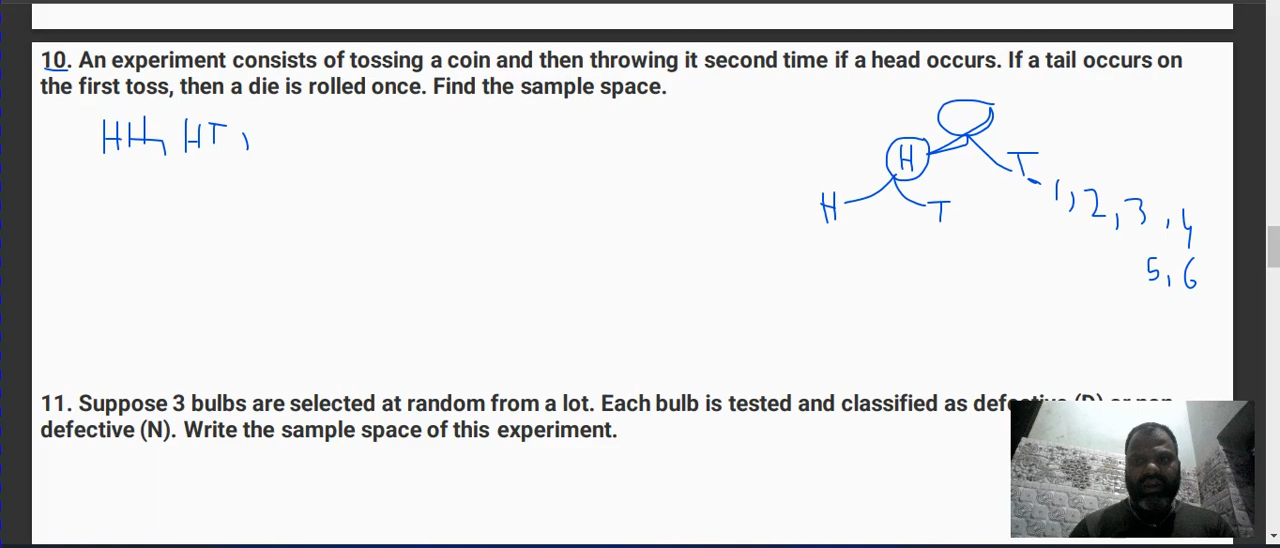 10. An experiment consists of tossing a coin and then throwing it second time if a head occurs. If a tail occurs on
the first toss, then a die is rolled once. Find the sample space.
HH, HT,
H
T
H
T
1, 2, 3, 4
5, 6
11. Suppose 3 bulbs are selected at random from a lot. Each bulb is tested and classified as defective (D) or non
defective (N). Write the sample space of this experiment.